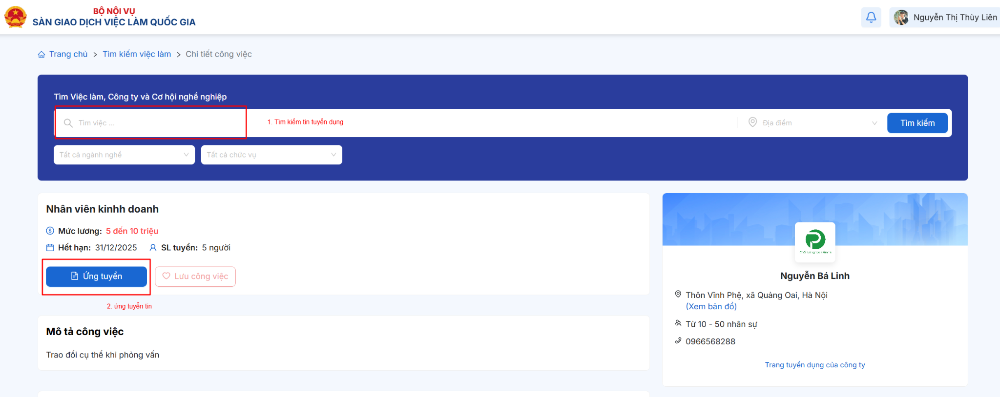 BỘ NỘI VỤ
SÀN GIAO DỊCH VIỆC LÀM QUỐC GIA
Nguyễn Thị Thùy Liên
Trang chủ > Tìm kiếm việc làm > Chi tiết công việc
Tìm Việc làm, Công ty và Cơ hội nghề nghiệp
Tìm việc ...
1. Tìm kiếm tin tuyển dụng
Địa điểm
Tìm kiếm
Tất cả ngành nghề
Tất cả chức vụ
Nhân viên kinhh doanh
Mức lương: 5 đến 10 triệu
Hết hạn: 31/12/2025 SL tuyển: 5 người
Ứng tuyển
Lưu công việc
2. ứng tuyển tin
Mô tả công việc
Trao đổi cụ thể khi phỏng vấn
Nguyễn Bá Linh
Thôn Vĩnh Phệ, xã Quảng Oai, Hà Nội
(Xem bản đồ)
Từ 10 - 50 nhân sự
0966568288
Trang tuyển dụng của công ty